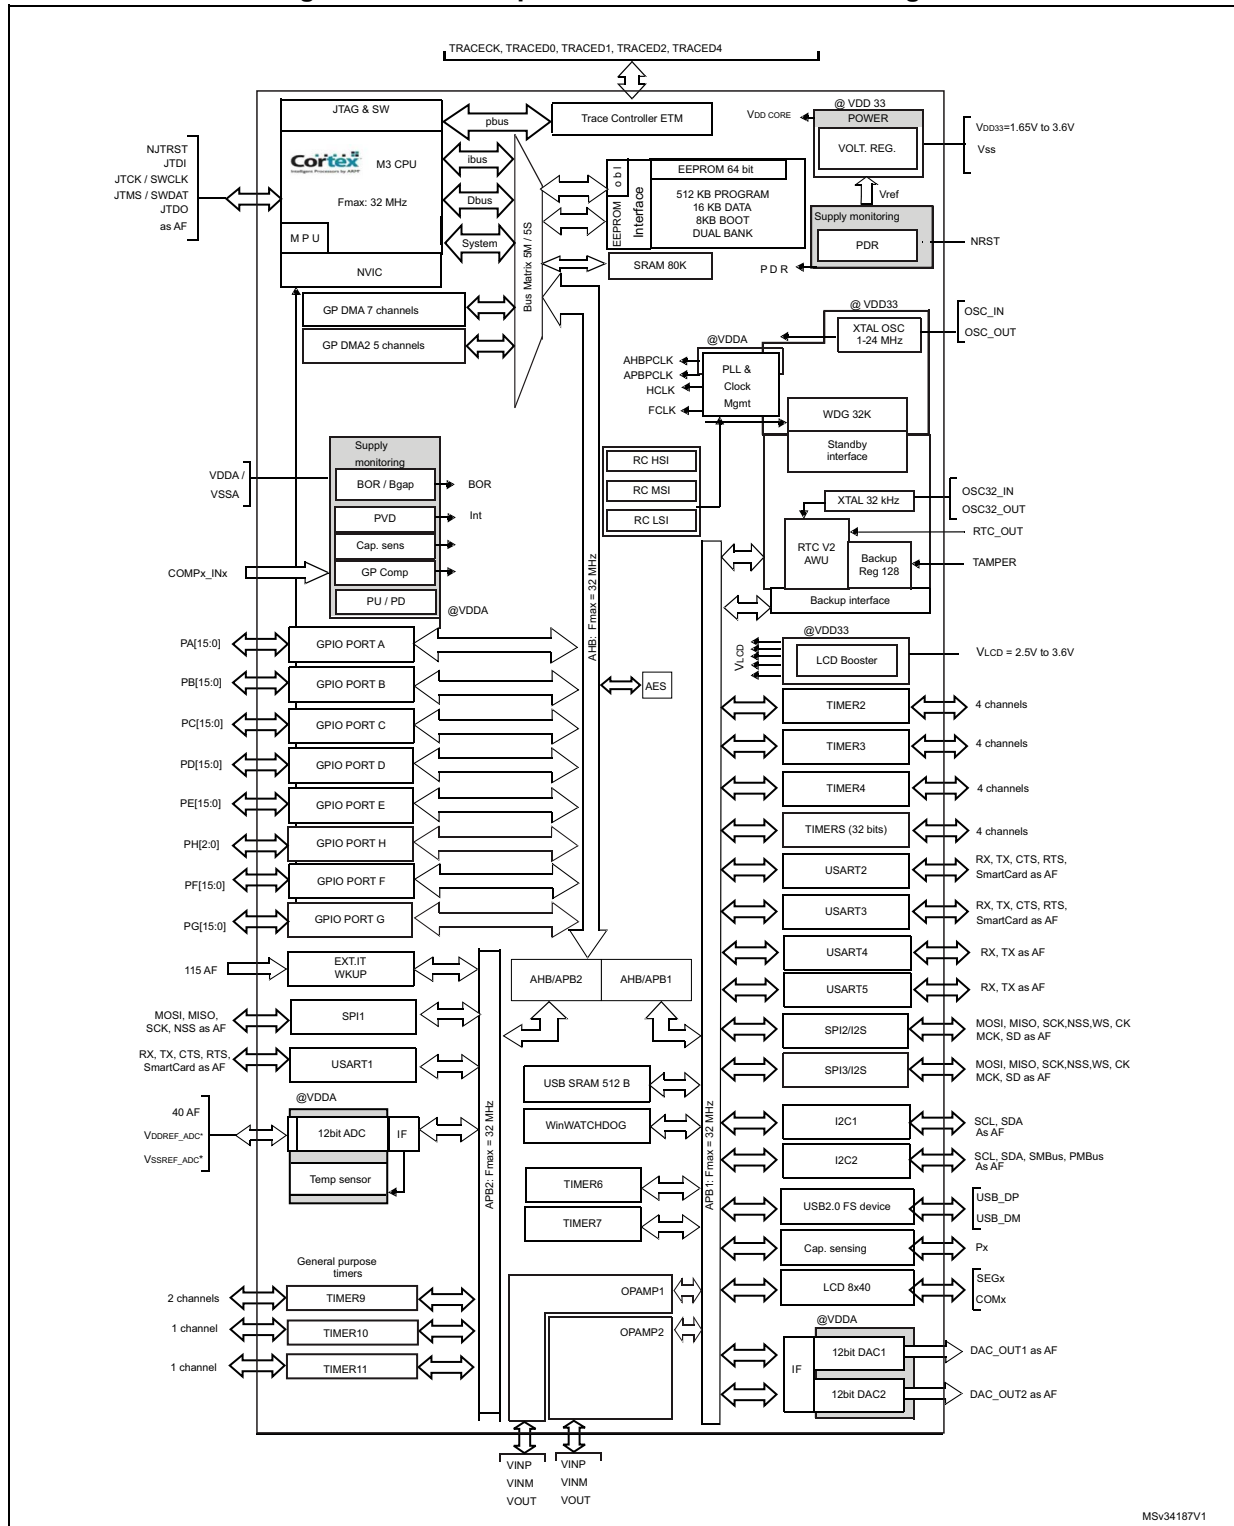 TRACECK, TRACED0, TRACED1, TRACED2, TRACED4
JTAG & SW
pbus
Trace Controller ETM
VDD CORE
@ VDD 33
POWER
VOLT. REG.
VDD33=1.65V to 3.6V
Vss
NJTRST
JTDI
JTCK / SWCLK
JTMS / SWDAT
JTDO
as AF
Cortex
Intelligent Processors by ARM®
M3 CPU
Fmax: 32 MHz
M P U
NVIC
ibus
Dbus
System
Bus Matrix 5M / 5S
o b l
EEPROM
Interface
EEPROM 64 bit
512 KB PROGRAM
16 KB DATA
8KB BOOT
DUAL BANK
SRAM 80K
Vref
Supply monitoring
PDR
NRST
P D R
GP DMA 7 channels
GP DMA2 5 channels
@ VDD33
XTAL OSC
1-24 MHz
OSC_IN
OSC_OUT
@VDDA
AHBPCLK
APBPCLK
HCLK
FCLK
PLL &
Clock
Mgmt
WDG 32K
Standby
interface
Supply
monitoring
VDDA /
VSSA
BOR / Bgap
BOR
PVD
Int
Cap. sens
COMPx_INx
GP Comp
PU / PD
@VDDA
RC HSI
RC MSI
RC LSI
XTAL 32 kHz
OSC32_IN
OSC32_OUT
RTC_OUT
RTC V2
AWU
Backup
Reg 128
TAMPER
Backup interface
AHB: Fmax = 32 MHz
PA[15:0]
GPIO PORT A
PB[15:0]
GPIO PORT B
PC[15:0]
GPIO PORT C
PD[15:0]
GPIO PORT D
PE[15:0]
GPIO PORT E
PH[2:0]
GPIO PORT H
PF[15:0]
GPIO PORT F
PG[15:0]
GPIO PORT G
AES
@VDD33
VLCD
LCD Booster
VLCD = 2.5V to 3.6V
TIMER2
4 channels
TIMER3
4 channels
TIMER4
4 channels
TIMERS (32 bits)
4 channels
USART2
RX, TX, CTS, RTS,
SmartCard as AF
USART3
RX, TX, CTS, RTS,
SmartCard as AF
USART4
RX, TX as AF
USART5
RX, TX as AF
SPI2/I2S
MOSI, MISO, SCK,NSS,WS, CK
MCK, SD as AF
SPI3/I2S
MOSI, MISO, SCK,NSS,WS, CK
MCK, SD as AF
I2C1
SCL, SDA
As AF
I2C2
SCL, SDA, SMBus, PMBus
As AF
USB2.0 FS device
USB_DP
USB_DM
Cap. sensing
Px
LCD 8x40
SEGx
COMx
@VDDA
IF
12bit DAC1
DAC_OUT1 as AF
12bit DAC2
DAC_OUT2 as AF
115 AF
EXT.IT
WKUP
MOSI, MISO,
SCK, NSS as AF
SPI1
RX, TX, CTS, RTS,
SmartCard as AF
USART1
@VDDA
40 AF
VDDREF_ADC*
VSSREF_ADC*
12bit ADC
IF
Temp sensor
APB2: Fmax = 32 MHz
AHB/APB2
AHB/APB1
USB SRAM 512 B
WinWATCHDOG
TIMER6
TIMER7
APB1: Fmax = 32 MHz
General purpose
timers
2 channels
TIMER9
1 channel
TIMER10
1 channel
TIMER11
OPAMP1
OPAMP2
VINP
VINM
VOUT
VINP
VINM
VOUT
MSv34187V1